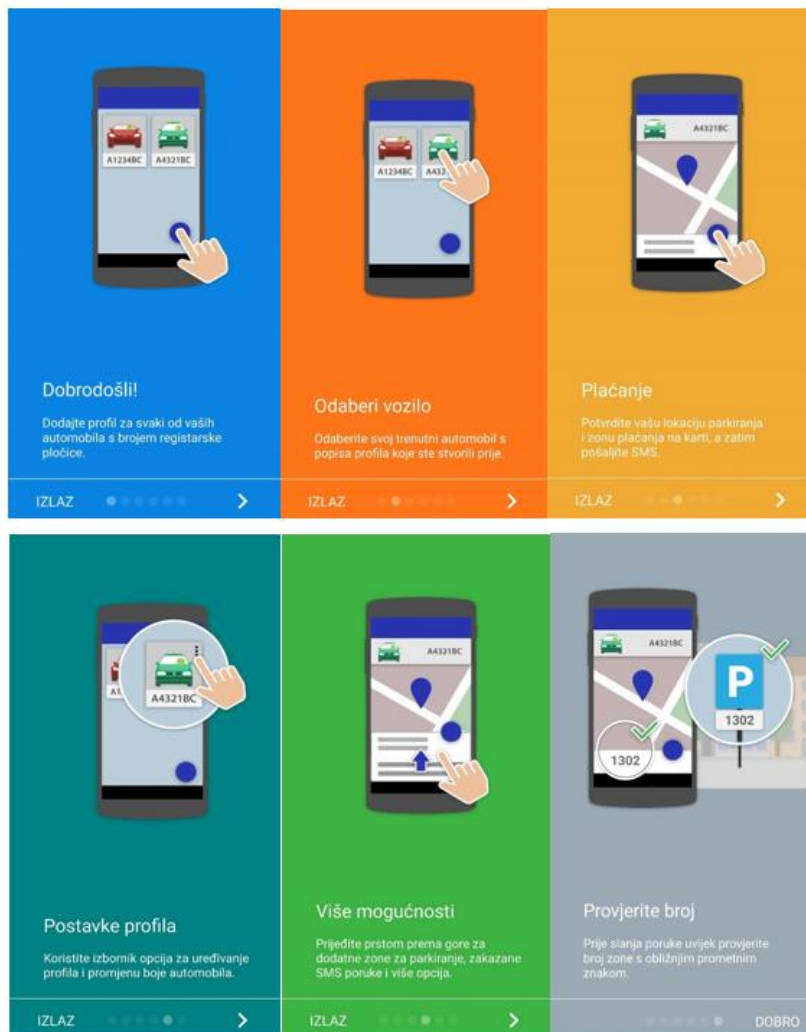 A1234BC A4321BC
Dobrodošli!
Dodajte profil za svaki od vaših
automobila s brojem registarske
pločice.
IZLAZ
A1234BC A432
Odaberi vozilo
Odaberite svoj trenutni automobil s
popisa profila koje ste stvorili prije.
IZLAZ
A4321BC
Plaćanje
Potvrdite vašu lokaciju parkiranja
i zonu plaćanja na karti, a zatim
pošaljite SMS.
IZLAZ
A1
A4321BC
Postavke profila
Koristite izbornik opcija za uređivanje
profila i promjenu boje automobila.
IZLAZ
A4321BC
Više mogućnosti
Prijeđite prstom prema gore za
dodatne zone za parkiranje, zakazane
SMS poruke i više opcija.
IZLAZ
A4321BC
P
1302
1302
Provjerite broj
Prije slanja poruke uvijek provjerite
broj zone s obližnjim prometnim
znakom.
DOBRO